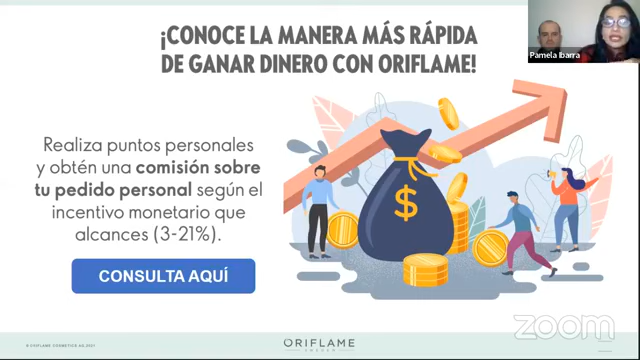 ¡CONOCE LA MANERA MÁS RÁPIDA
DE GANAR DINERO CON ORIFLAME!
Pamela Ibarra
Realiza puntos personales
y obtén una comisión sobre
tu pedido personal según el
incentivo monetario que
alcances (3-21%).
$
CONSULTA AQUÍ
© ORIFLAME COSMETICS AG, 2021
ORIFLAME
SWEDEN
zoom